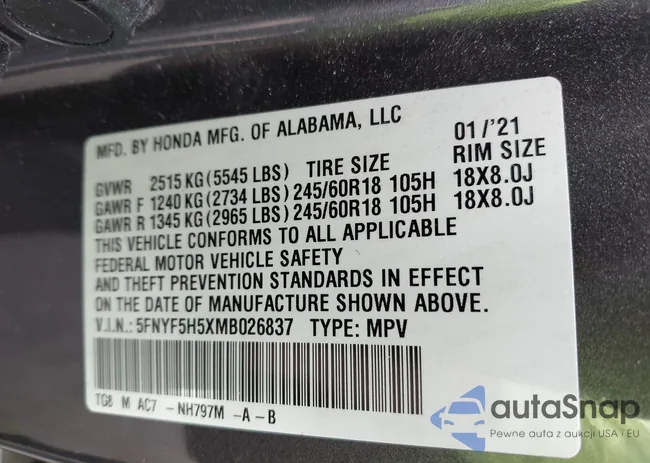 MFD. BY HONDA MFG. OF ALABAMA, LLC 01/'21
GVWR 2515 KG (5545 LBS) TIRE SIZE RIM SIZE
GAWR F 1240 KG (2734 LBS) 245/60R18 105H 18X8.0J
GAWR R 1345 KG (2965 LBS) 245/60R18 105H 18X8.0J
THIS VEHICLE CONFORMS TO ALL APPLICABLE
FEDERAL MOTOR VEHICLE SAFETY
AND THEFT PREVENTION STANDARDS IN EFFECT
ON THE DATE OF MANUFACTURE SHOWN ABOVE.
V.I.N.: 5FNYF5H5XMB026837 TYPE: MPV
TG8 M AC7 -NH797M -A-B
autaSnap
Pewne auta z aukcji USA i EU